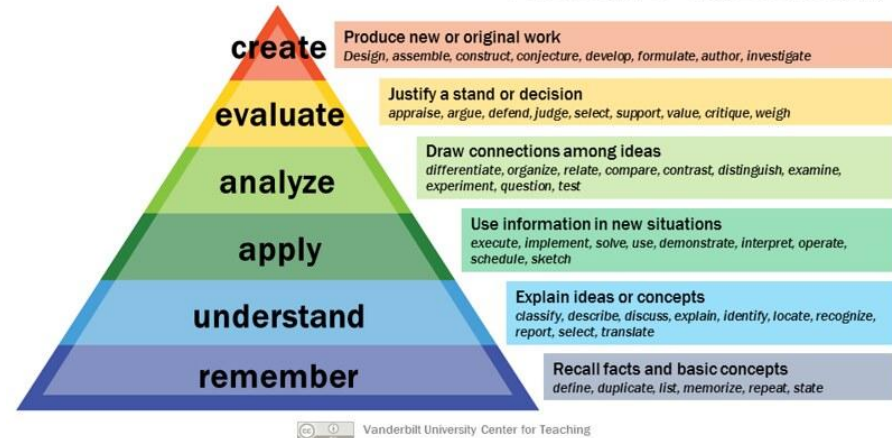 create
Produce new or original work
Design, assemble, construct, conjecture, develop, formulate, author, investigate
evaluate
Justify a stand or decision
appraise, argue, defend, judge, select, support, value, critique, weigh
analyze
Draw connections among ideas
differentiate, organize, relate, compare, contrast, distinguish, examine,
experiment, question, test
apply
Use information in new situations
execute, implement, solve, use, demonstrate, interpret, operate,
schedule, sketch
understand
Explain ideas or concepts
classify, describe, discuss, explain, identify, locate, recognize,
report, select, translate
remember
Recall facts and basic concepts
define, duplicate, list, memorize, repeat, state
cc
Vanderbilt University Center for Teaching